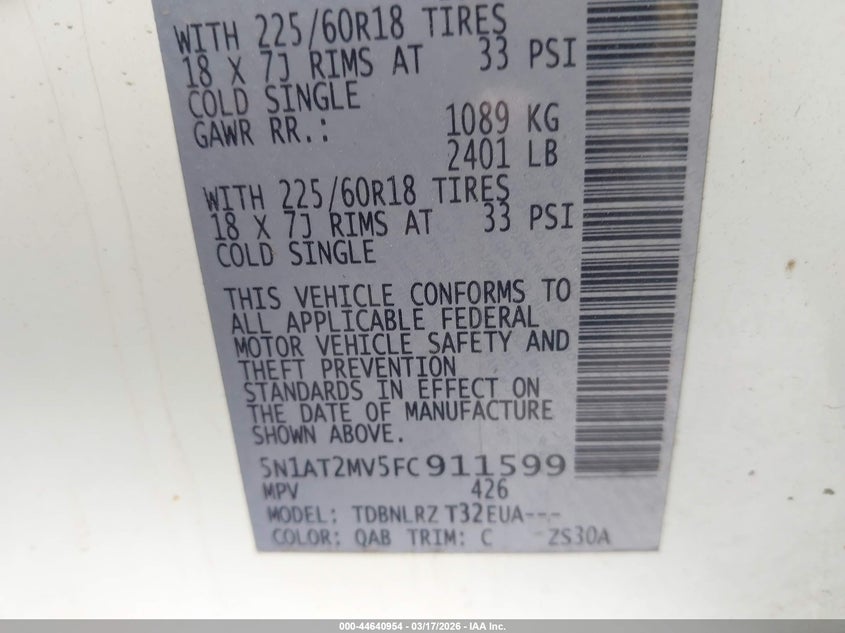 WITH 225/60R18 TIRES
18 X 7J RIMS AT 33 PSI
COLD SINGLE
GAWR RR.: 1089 KG
2401 LB
WITH 225/60R18 TIRES
18 X 7J RIMS AT 33 PSI
COLD SINGLE
THIS VEHICLE CONFORMS TO
ALL APPLICABLE FEDERAL
MOTOR VEHICLE SAFETY AND
THEFT PREVENTION
STANDARDS IN EFFECT ON
THE DATE OF MANUFACTURE
SHOWN ABOVE.
5N1AT2MV5FC911599
MPV 426
MODEL: TDBNLRZ T32EUA---
COLOR: QAB TRIM: C ZS30A
000-44640954 - 03/17/2026 - IAA Inc.